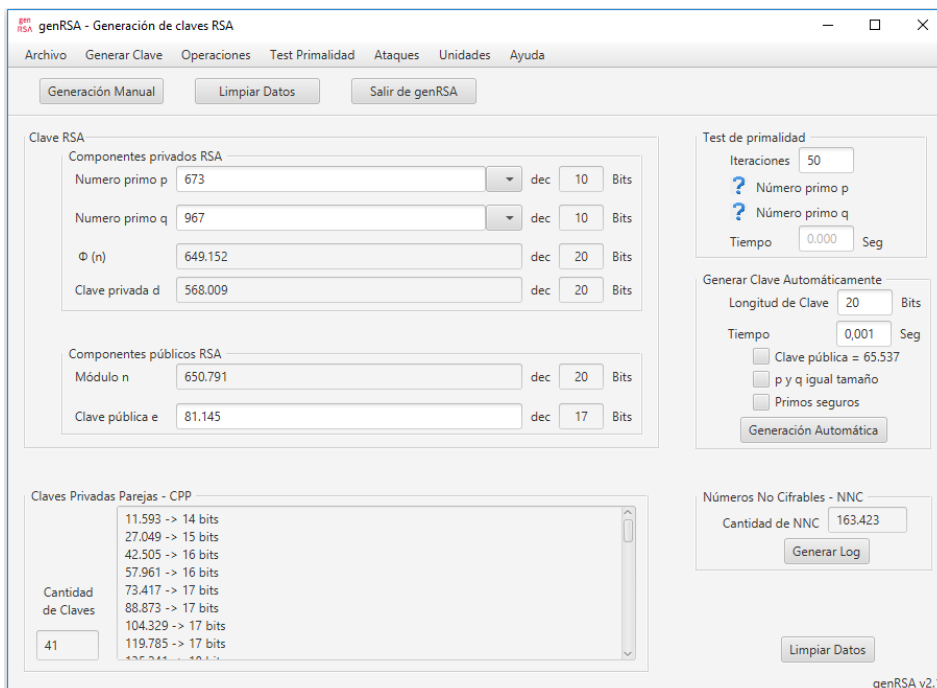 gen RSA genRSA - Generación de claves RSA
Archivo Generar Clave Operaciones Test Primalidad Ataques Unidades Ayuda
Generación Manual Limpiar Datos Salir de genRSA
Clave RSA
Componentes privados RSA
Numero primo p 673 dec 10 Bits
Numero primo q 967 dec 10 Bits
Φ (n) 649.152 dec 20 Bits
Clave privada d 568.009 dec 20 Bits
Componentes públicos RSA
Módulo n 650.791 dec 20 Bits
Clave pública e 81.145 dec 17 Bits
Test de primalidad
Iteraciones 50
? Número primo p
? Número primo q
Tiempo 0.000 Seg
Generar Clave Automáticamente
Longitud de Clave 20 Bits
Tiempo 0,001 Seg
Clave pública = 65.537
p y q igual tamaño
Primos seguros
Generación Automática
Claves Privadas Parejas - CPP
11.593 -> 14 bits
27.049 -> 15 bits
42.505 -> 16 bits
57.961 -> 16 bits
73.417 -> 17 bits
88.873 -> 17 bits
104.329 -> 17 bits
119.785 -> 17 bits
Cantidad
de Claves
41
Números No Cifrables - NNC
Cantidad de NNC 163.423
Generar Log
Limpiar Datos
genRSA v2.